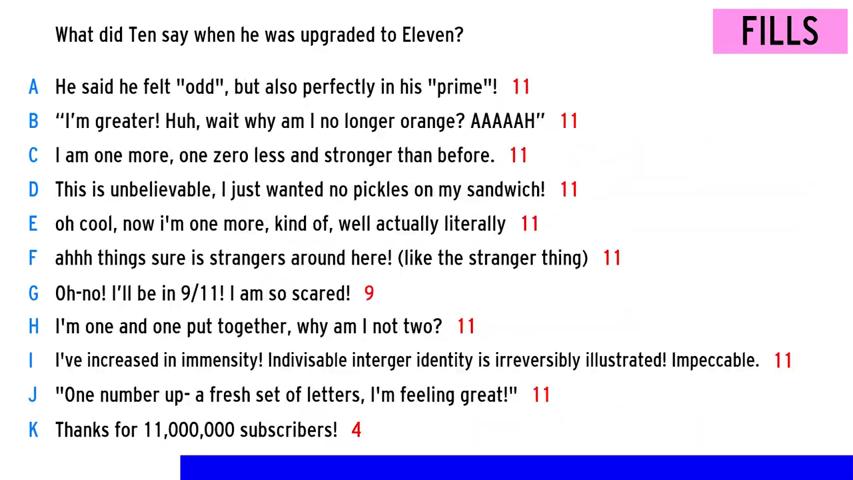 What did Ten say when he was upgraded to Eleven?
FILLS
A He said he felt "odd", but also perfectly in his "prime"! 11
B “I’m greater! Huh, wait why am I no longer orange? AAAAAH” 11
C I am one more, one zero less and stronger than before. 11
D This is unbelievable, I just wanted no pickles on my sandwich! 11
E oh cool, now i'm one more, kind of, well actually literally 11
F ahhh things sure is strangers around here! (like the stranger thing) 11
G Oh-no! I’ll be in 9/11! I am so scared! 9
H I'm one and one put together, why am I not two? 11
I I've increased in immensity! Indivisable interger identity is irreversibly illustrated! Impeccable. 11
J "One number up- a fresh set of letters, I'm feeling great!" 11
K Thanks for 11,000,000 subscribers! 4